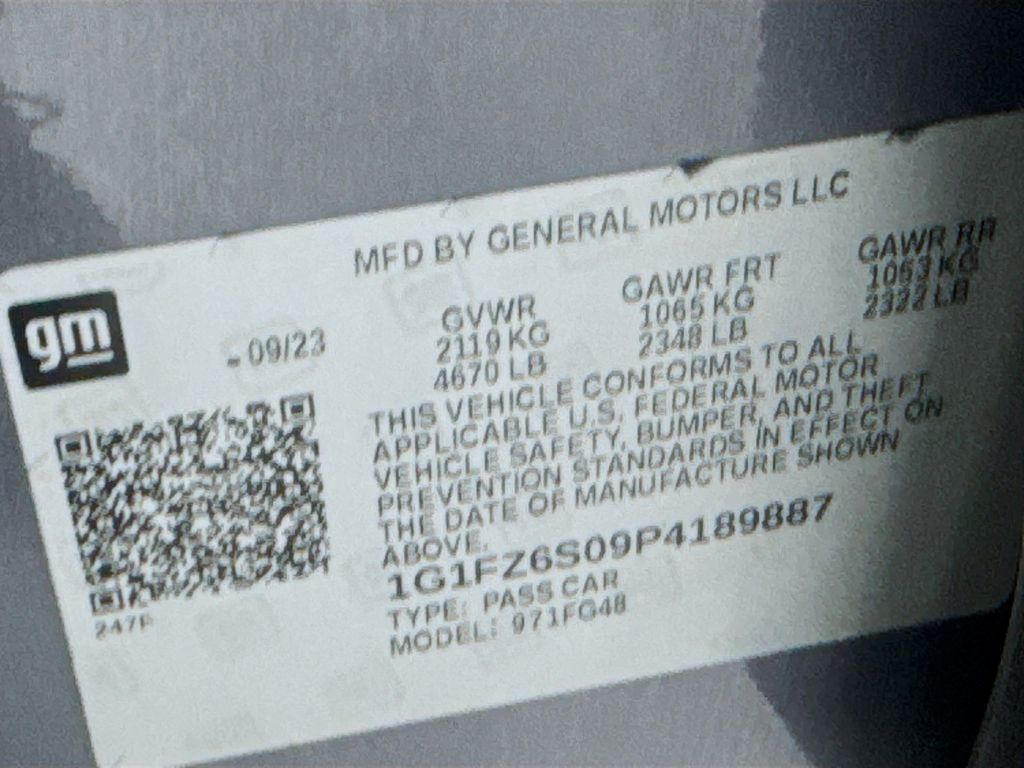 MFD BY GENERAL MOTORS LLC
gm
09/23
GVWR
2119 KG
4670 LB
GAWR FRT
1065 KG
2348 LB
GAWR RR
1053 KG
2322 LB
THIS VEHICLE CONFORMS TO ALL
APPLICABLE U.S. FEDERAL MOTOR
VEHICLE SAFETY, BUMPER, AND THEFT
PREVENTION STANDARDS IN EFFECT ON
THE DATE OF MANUFACTURE SHOWN
ABOVE.
1G1FZ6S09P4189887
TYPE: PASS CAR
MODEL: 971FG48